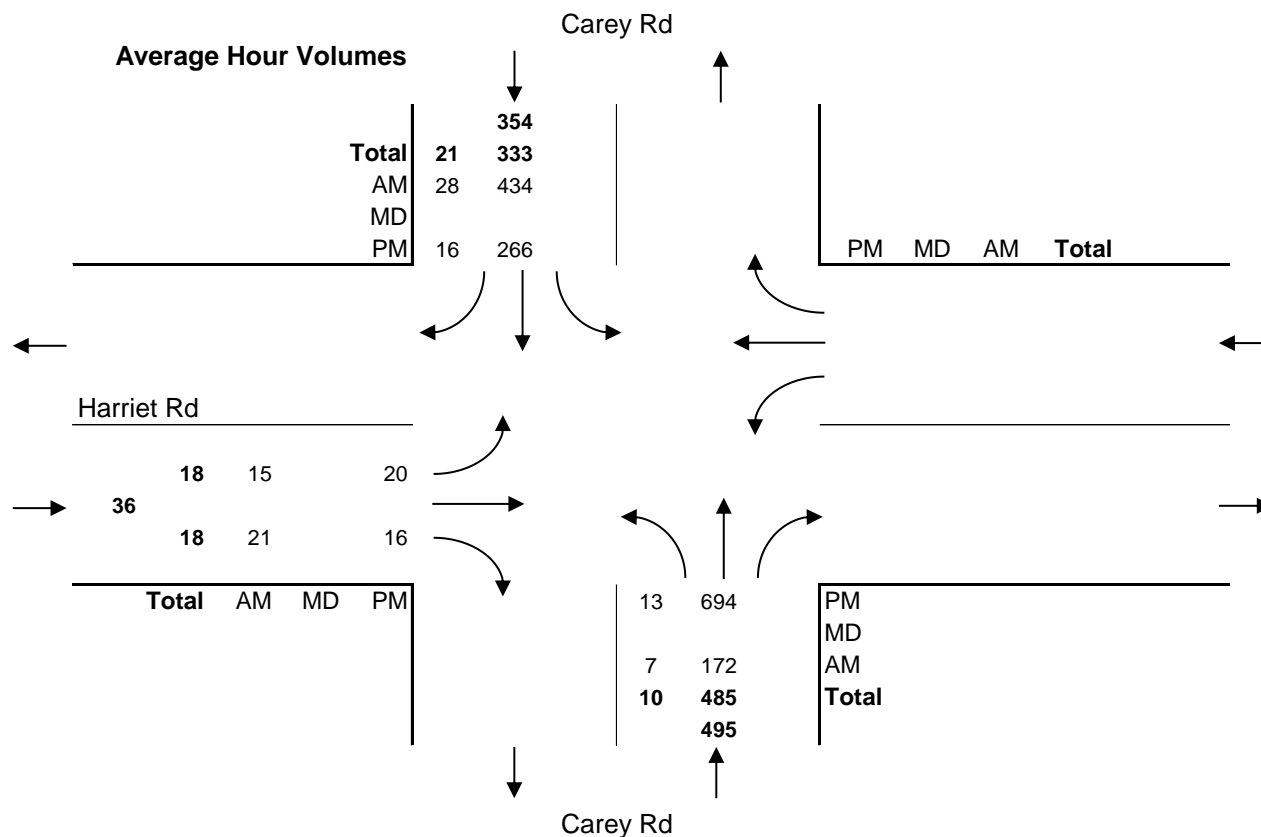 Carey Rd
Average Hour Volumes
354
Total 21 333
AM 28 434
MD
PM 16 266
PM MD AM Total
Harriet Rd
18 15 20
36
18 21 16
Total AM MD PM
13 694 PM
MD
7 172 AM
10 485 Total
495
Carey Rd